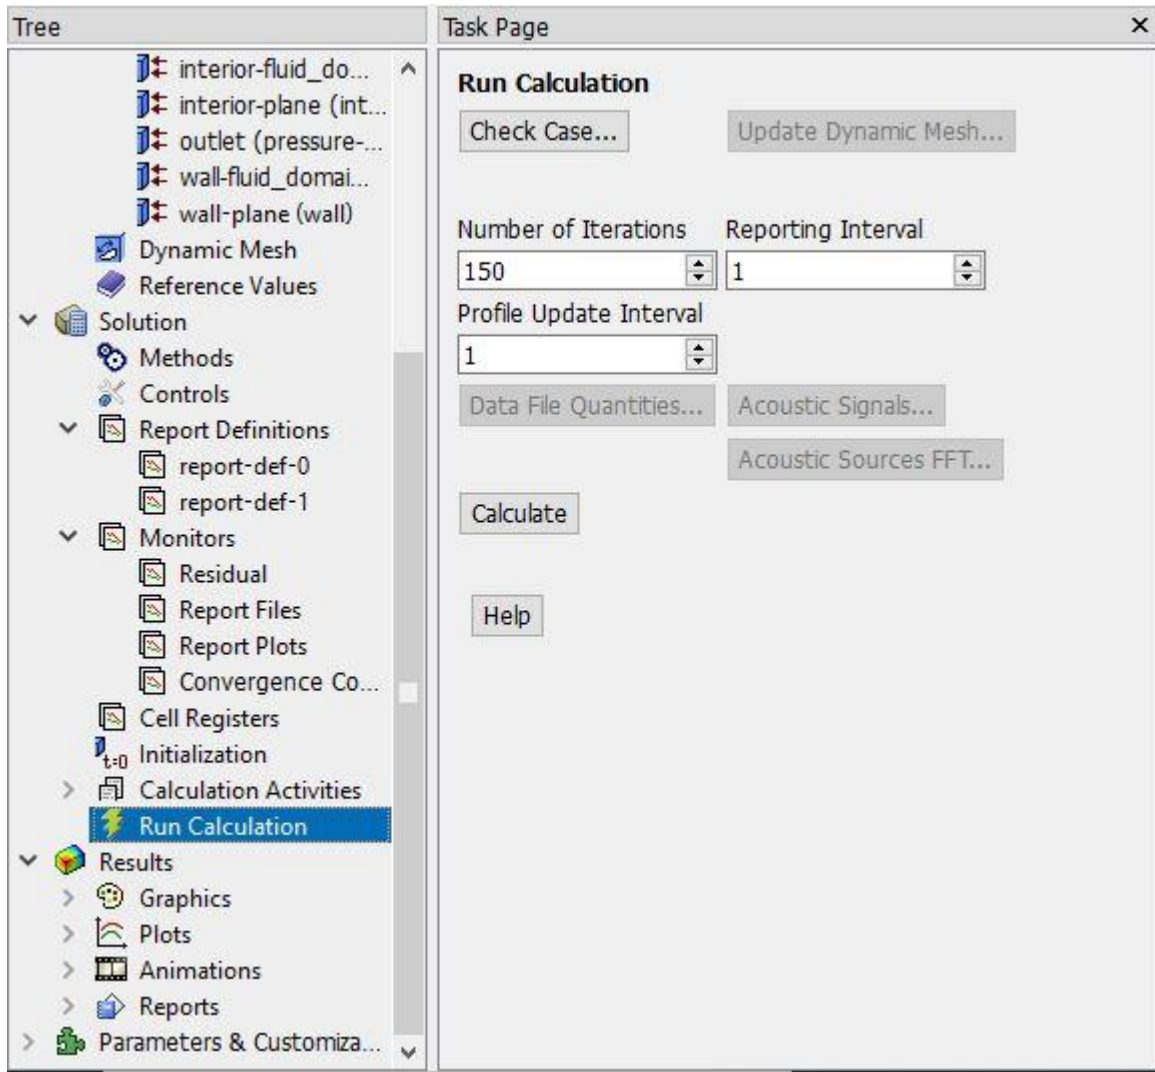 Tree
interior-fluid_do...
interior-plane (int...
outlet (pressure-...
wall-fluid_domai...
wall-plane (wall)
Dynamic Mesh
Reference Values
Solution
Methods
Controls
Report Definitions
report-def-0
report-def-1
Monitors
Residual
Report Files
Report Plots
Convergence Co...
Cell Registers
t=0 Initialization
Calculation Activities
Run Calculation
Results
Graphics
Plots
Animations
Reports
Parameters & Customiza...
Task Page
Run Calculation
Check Case... Update Dynamic Mesh...
Number of Iterations Reporting Interval
150 1
Profile Update Interval
1
Data File Quantities... Acoustic Signals...
Acoustic Sources FFT...
Calculate
Help